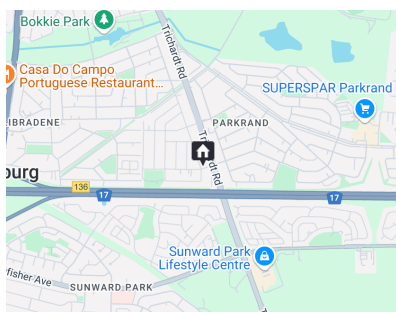 Bokkie Park
Trichardt Rd
Casa Do Campo
Portuguese Restaurant...
SUPERSPAR Parkrand
IBRADENE
PARKRAND
Trichardt Rd
burg
136
17
17
Sunward Park
Lifestyle Centre
fisher Ave
SUNWARD PARK
T